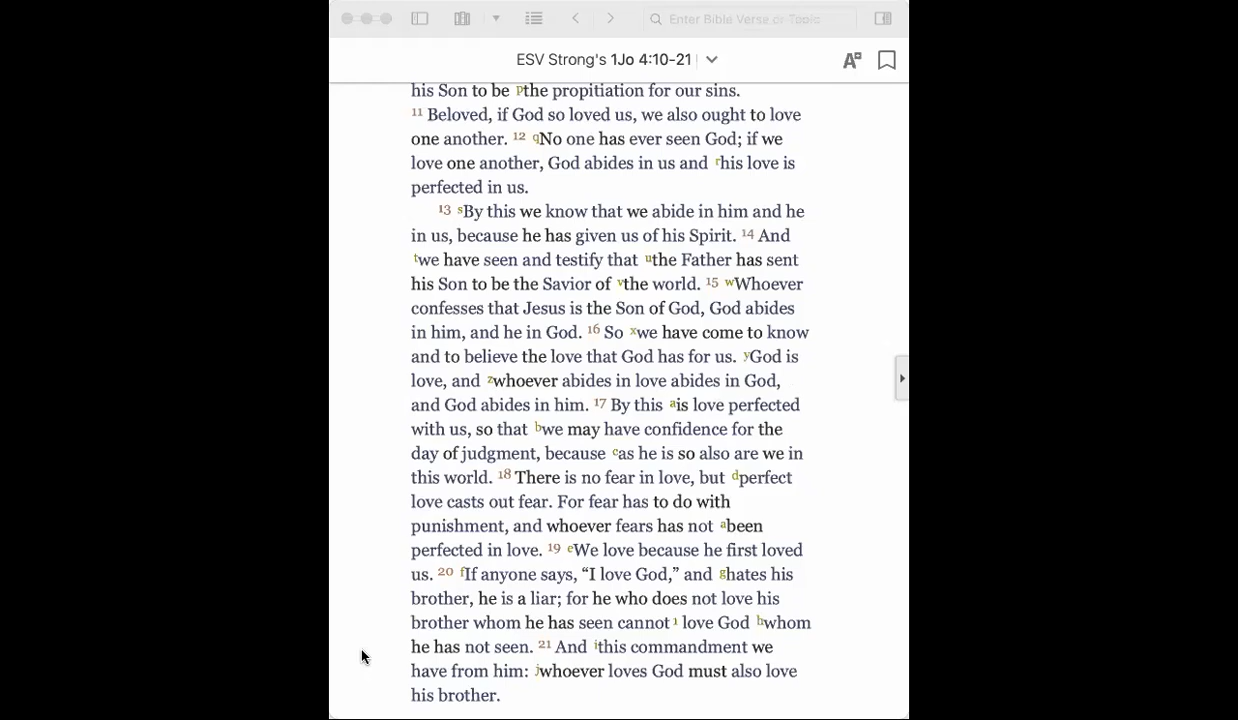 Enter Bible Verse or Topic
ESV Strong's 1Jo 4:10-21
his Son to be pthe propitiation for our sins.
11 Beloved, if God so loved us, we also ought to love
one another. 12 qNo one has ever seen God; if we
love one another, God abides in us and rhis love is
perfected in us.
13 sBy this we know that we abide in him and he
in us, because he has given us of his Spirit. 14 And
twe have seen and testify that uthe Father has sent
his Son to be the Savior of vthe world. 15 wWhoever
confesses that Jesus is the Son of God, God abides
in him, and he in God. 16 So xwe have come to know
and to believe the love that God has for us. yGod is
love, and zwhoever abides in love abides in God,
and God abides in him. 17 By this ais love perfected
with us, so that bwe may have confidence for the
day of judgment, because cas he is so also are we in
this world. 18 There is no fear in love, but dperfect
love casts out fear. For fear has to do with
punishment, and whoever fears has not abeen
perfected in love. 19 eWe love because he first loved
us. 20 fIf anyone says, “I love God,” and ghates his
brother, he is a liar; for he who does not love his
brother whom he has seen cannot 1 love God hwhom
he has not seen. 21 And ithis commandment we
have from him: jwhoever loves God must also love
his brother.